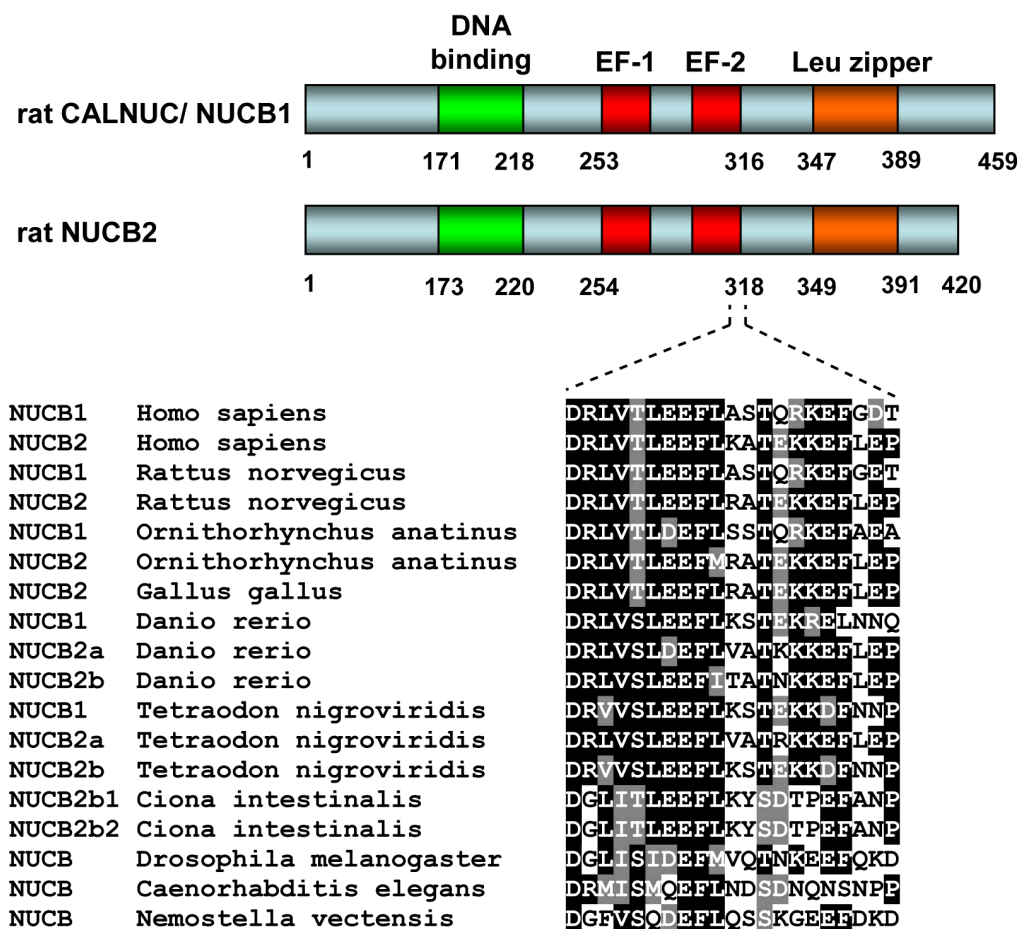 DNA
binding EF-1 EF-2 Leu zipper
rat CALNUC/ NUCB1
1 171 218 253 316 347 389 459
rat NUCB2
1 173 220 254 318 349 391 420
NUCB1 Homo sapiens DRLVTLEEFLASTQRKEFGDT
NUCB2 Homo sapiens DRLVTLEEFLKATEKKEFLEP
NUCB1 Rattus norvegicus DRLVTLEEFLASTQRKEFGET
NUCB2 Rattus norvegicus DRLVTLEEFLRATEKKEFLEP
NUCB1 Ornithorhynchus anatinus DRLVTLDEFLSSTQRKEFAEA
NUCB2 Ornithorhynchus anatinus DRLVTLEEFMRATEKKEFLEP
NUCB2 Gallus gallus DRLVTLEEFLRATEKKEFLEP
NUCB1 Danio rerio DRLVSLEEFLKSTEKRELNNQ
NUCB2a Danio rerio DRLVSLDEFLVATKKKEFLEP
NUCB2b Danio rerio DRLVSLEEFITATNKKEFLEP
NUCB1 Tetraodon nigroviridis DRVVSLEEFLKSTEKKDFNNP
NUCB2a Tetraodon nigroviridis DRLVSLEEFLVATRKKEFLEP
NUCB2b Tetraodon nigroviridis DRVVSLEEFLKSTEKKDFNNP
NUCB2b1 Ciona intestinalis DGLITLEEFLKYSDTPEFANP
NUCB2b2 Ciona intestinalis DGLITLEEFLKYSDTPEFANP
NUCB Drosophila melanogaster DGLISIDEFMVQTNKEEFQKD
NUCB Caenorhabditis elegans DRMISMQEFLNDSDNQNSNPP
NUCB Nemostella vectensis DGFVSQDEFLQSSKGEEFDKD